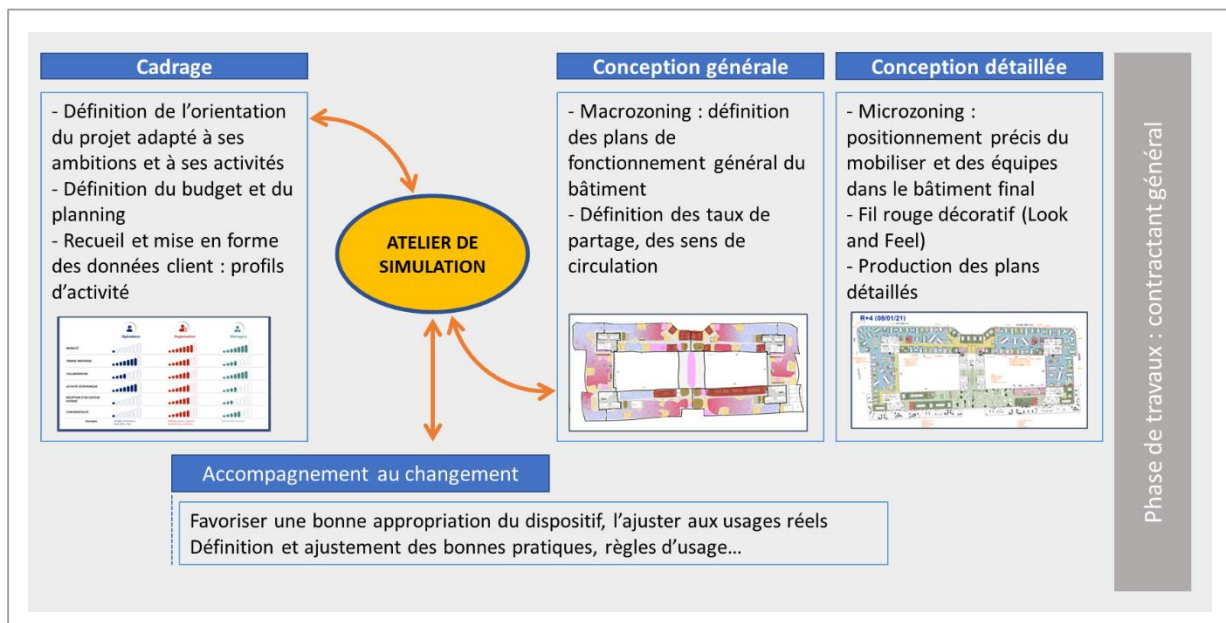 Cadrage
- Définition de l'orientation
du projet adapté à ses
ambitions et à ses activités
- Définition du budget et du
planning
- Recueil et mise en forme
des données client : profils
d'activité
ATELIER DE
SIMULATION
Conception générale
- Macrozoning : définition
des plans de
fonctionnement général du
bâtiment
- Définition des taux de
partage, des sens de
circulation
Conception détaillée
- Microzoning :
positionnement précis du
mobiliser et des équipes
dans le bâtiment final
- Fil rouge décoratif (Look
and Feel)
- Production des plans
détaillés
R+4 (08/01/21)
Accompagnement au changement
Favoriser une bonne appropriation du dispositif, l'ajuster aux usages réels
Définition et ajustement des bonnes pratiques, règles d'usage...
Phase de travaux : contractant général